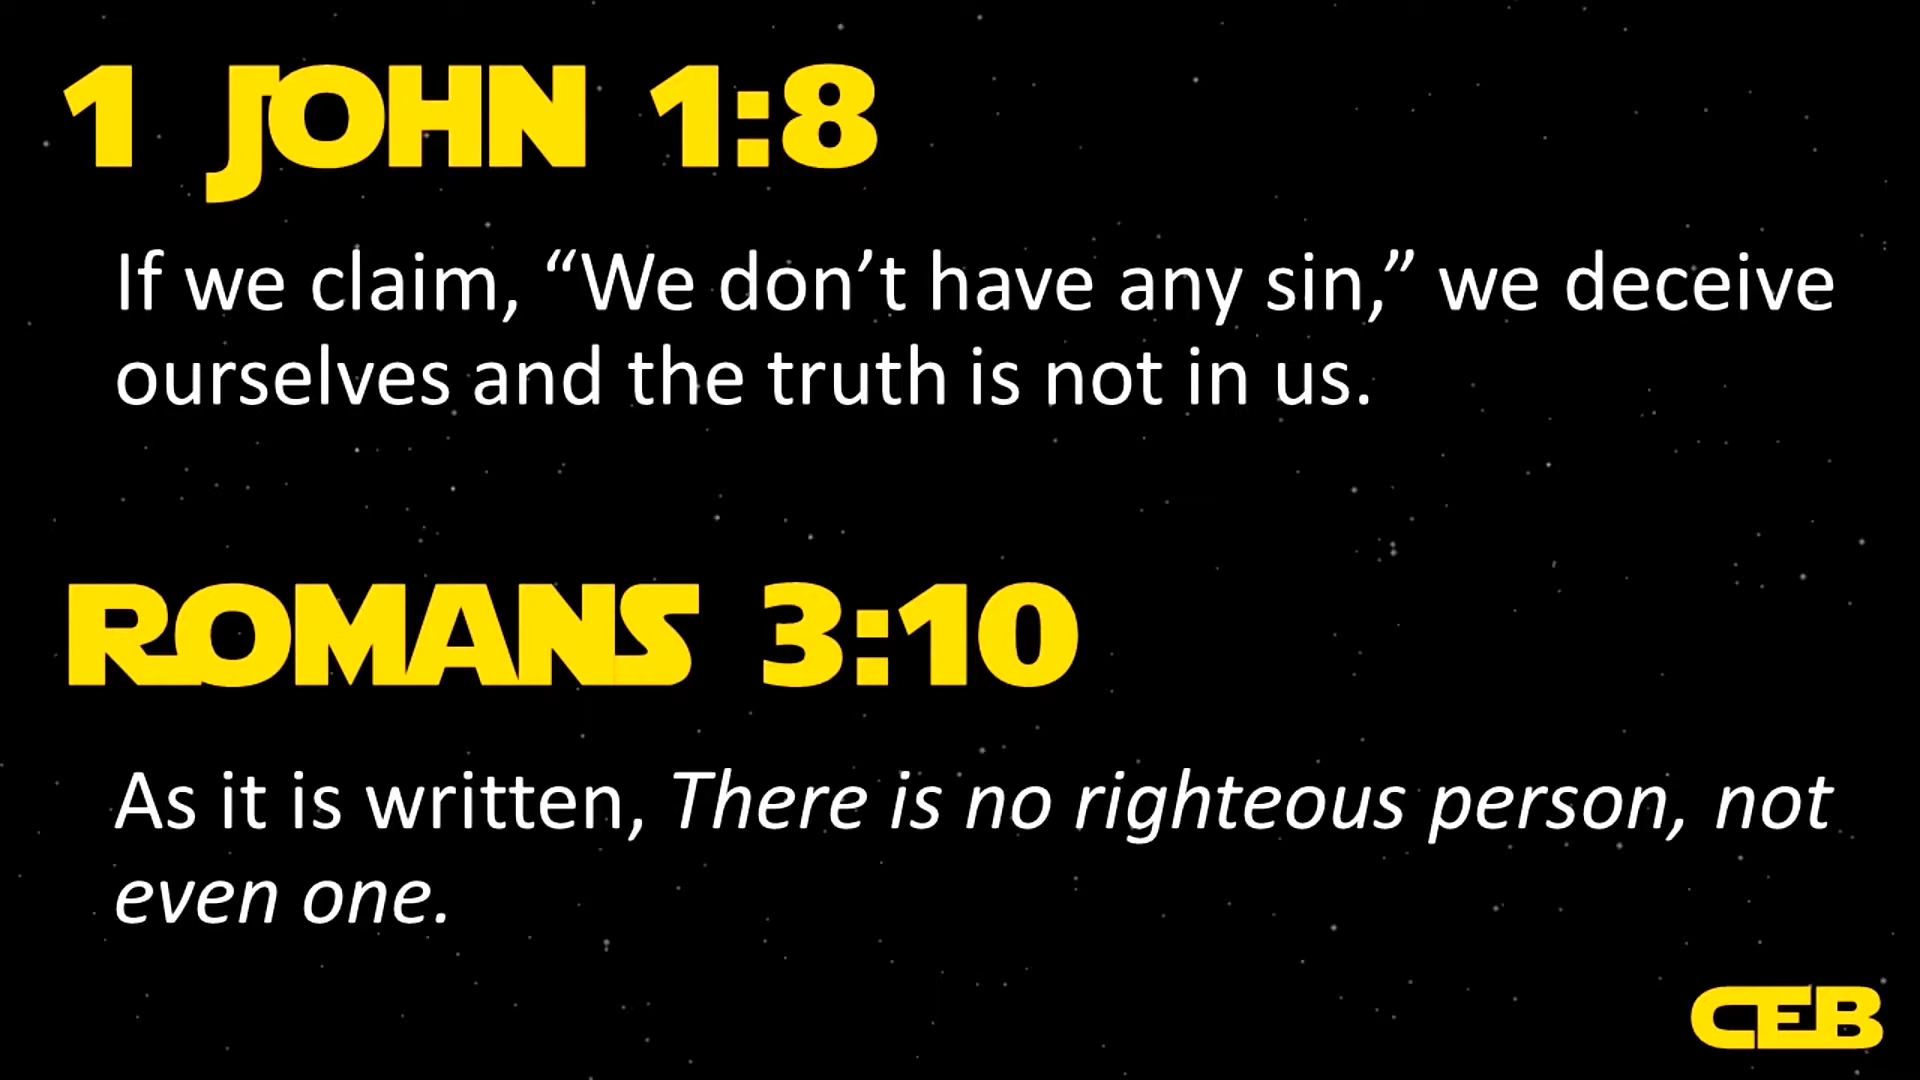 1 JOHN 1:8
If we claim, “We don’t have any sin,” we deceive
ourselves and the truth is not in us.
ROMANS 3:10
As it is written, There is no righteous person, not
even one.
CEB